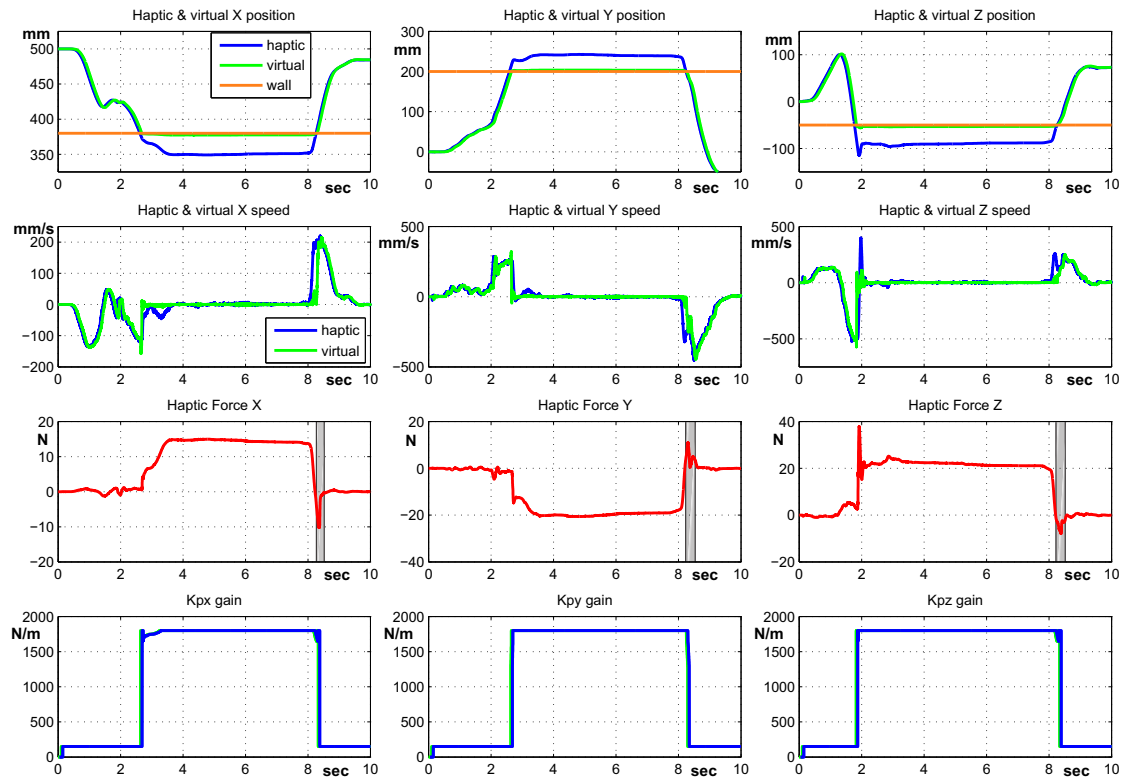 Haptic & virtual X position
Haptic & virtual Y position
Haptic & virtual Z position
mm
500
450
400
350
0 2 4 6 8 10
sec
haptic
virtual
wall
mm
300
200
100
0
0 2 4 6 8 10
sec
mm
100
0
−100
0 2 4 6 8 10
sec
Haptic & virtual X speed
Haptic & virtual Y speed
Haptic & virtual Z speed
mm/s
200
100
0
−100
−200
0 2 4 6 8 10
sec
haptic
virtual
mm/s
500
0
−500
0 2 4 6 8 10
sec
mm/s
500
0
−500
0 2 4 6 8 10
sec
Haptic Force X
Haptic Force Y
Haptic Force Z
N
20
10
0
−10
−20
0 2 4 6 8 10
sec
N
20
0
−20
−40
0 2 4 6 8 10
sec
N
40
20
0
−20
0 2 4 6 8 10
sec
Kpx gain
Kpy gain
Kpz gain
N/m
2000
1500
1000
500
0
0 2 4 6 8 10
sec
N/m
2000
1500
1000
500
0
0 2 4 6 8 10
sec
N/m
2000
1500
1000
500
0
0 2 4 6 8 10
sec